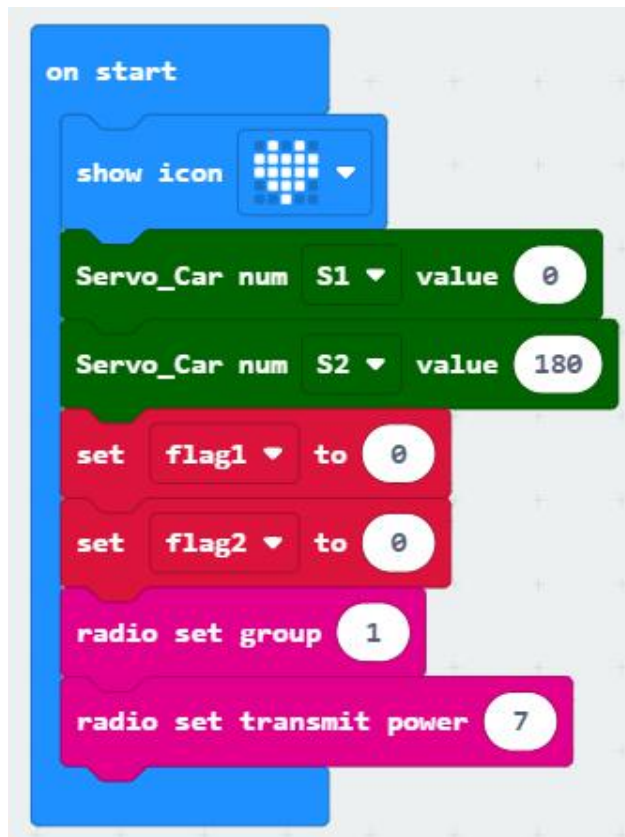 on start
show icon
Servo_Car num S1 value 0
Servo_Car num S2 value 180
set flag1 to 0
set flag2 to 0
radio set group 1
radio set transmit power 7